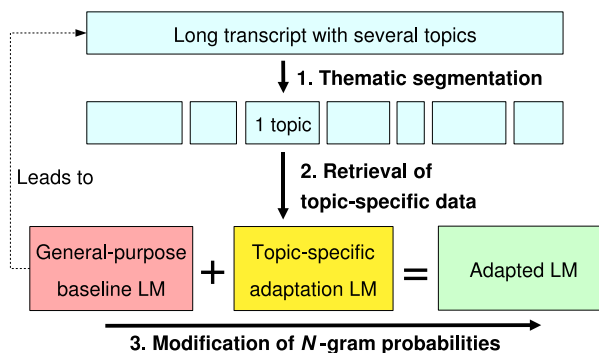 Long transcript with several topics
1. Thematic segmentation
1 topic
Leads to
2. Retrieval of
topic-specific data
General-purpose
baseline LM
+
Topic-specific
adaptation LM
=
Adapted LM
3. Modification of N-gram probabilities